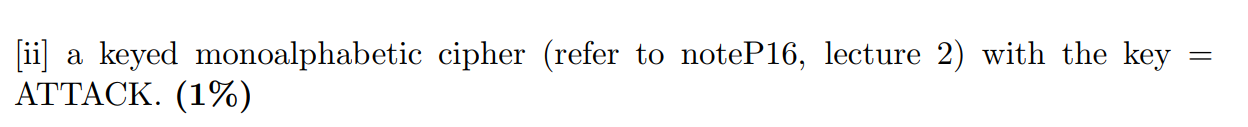 [ii] a keyed monoalphabetic cipher (refer to noteP16, lecture 2) with the key =
ATTACK. (1%)